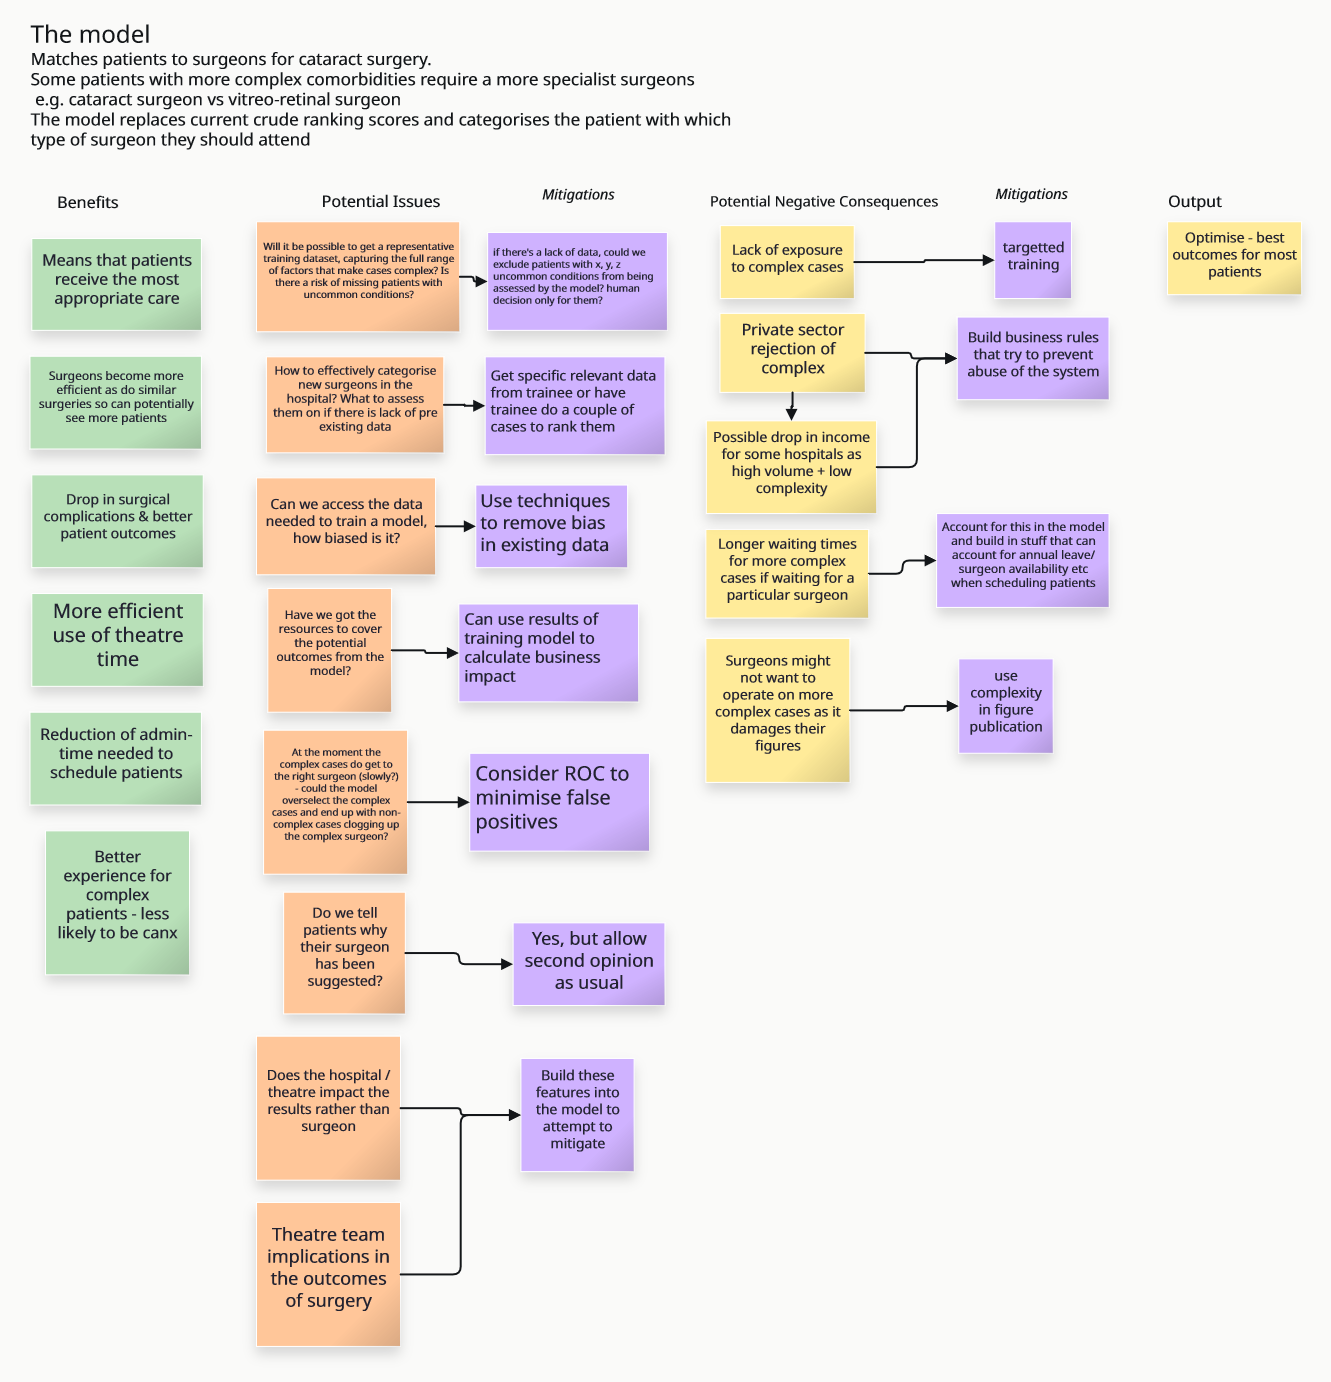 The model
Matches patients to surgeons for cataract surgery.
Some patients with more complex comorbidities require a more specialist surgeons
e.g. cataract surgeon vs vitreo-retinal surgeon
The model replaces current crude ranking scores and categorises the patient with which
type of surgeon they should attend
Benefits
Means that patients
receive the most
appropriate care
Surgeons become more
efficient as do similar
surgeries so can potentially
see more patients
Drop in surgical
complications & better
patient outcomes
More efficient
use of theatre
time
Reduction of admin-
time needed to
schedule patients
Better
experience for
complex
patients - less
likely to be canx
Potential Issues
Mitigations
Will it be possible to get a representative
training dataset, capturing the full range
of factors that make cases complex? Is
there a risk of missing patients with
uncommon conditions?
if there's a lack of data, could we
exclude patients with x, y, z
uncommon conditions from being
assessed by the model? human
decision only for them?
How to effectively categorise
new surgeons in the
hospital? What to assess
them on if there is lack of pre
existing data
Get specific relevant data
from trainee or have
trainee do a couple of
cases to rank them
Can we access the data
needed to train a model,
how biased is it?
Use techniques
to remove bias
in existing data
Have we got the
resources to cover
the potential
outcomes from the
model?
Can use results of
training model to
calculate business
impact
At the moment the
complex cases do get to
the right surgeon (slowly?)
- could the model
overselect the complex
cases and end up with non-
complex cases clogging up
the complex surgeon?
Consider ROC to
minimise false
positives
Do we tell
patients why
their surgeon
has been
suggested?
Yes, but allow
second opinion
as usual
Does the hospital /
theatre impact the
results rather than
surgeon
Build these
features into
the model to
attempt to
mitigate
Theatre team
implications in
the outcomes
of surgery
Potential Negative Consequences
Mitigations
Lack of exposure
to complex cases
targetted
training
Private sector
rejection of
complex
Build business rules
that try to prevent
abuse of the system
Possible drop in income
for some hospitals as
high volume + low
complexity
Longer waiting times
for more complex
cases if waiting for a
particular surgeon
Account for this in the model
and build in stuff that can
account for annual leave/
surgeon availability etc
when scheduling patients
Surgeons might
not want to
operate on more
complex cases as it
damages their
figures
use
complexity
in figure
publication
Output
Optimise - best
outcomes for most
patients